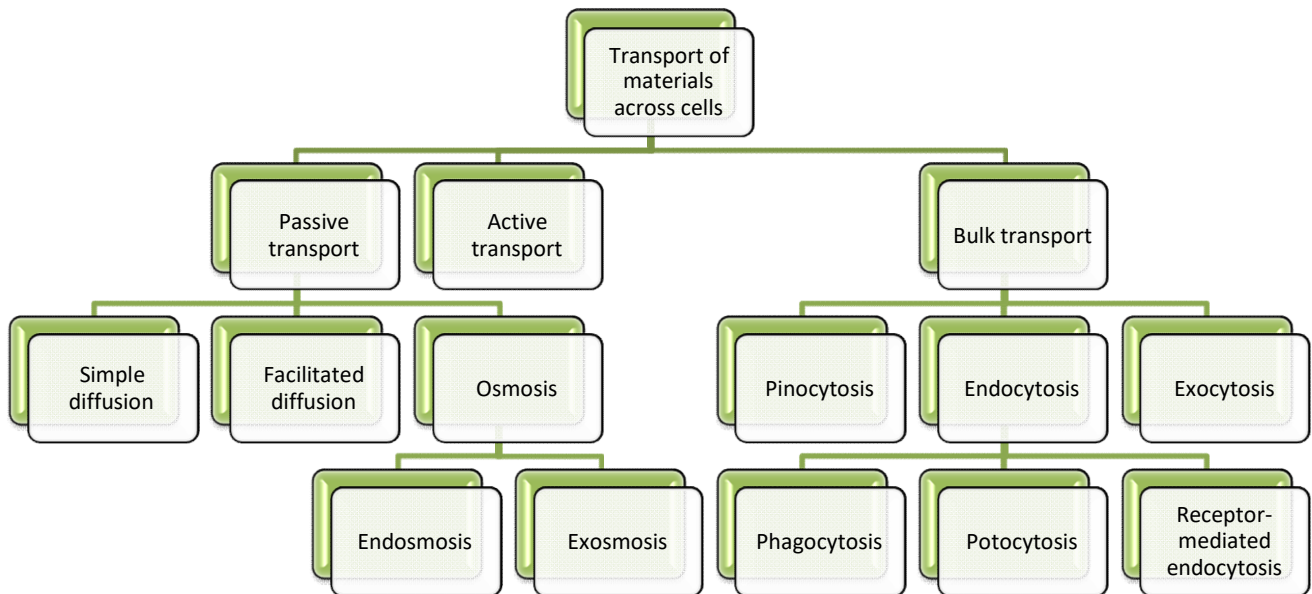 Transport of
materials
across cells
Passive
transport
Active
transport
Bulk transport
Simple
diffusion
Facilitated
diffusion
Osmosis
Pinocytosis
Endocytosis
Exocytosis
Endosmosis
Exosmosis
Phagocytosis
Potocytosis
Receptor-
mediated
endocytosis